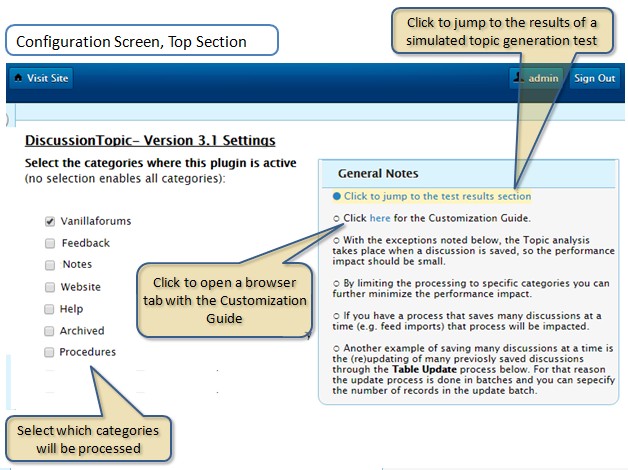 Click to jump to the results of a
simulated topic generation test
Configuration Screen, Top Section
Visit Site
admin
Sign Out
DiscussionTopic- Version 3.1 Settings
Select the categories where this plugin is active
(no selection enables all categories):
Vanillaforums
Feedback
Notes
Website
Help
Archived
Procedures
General Notes
Click to jump to the test results section
Click here for the Customization Guide.
With the exceptions noted below, the Topic analysis
takes place when a discussion is saved, so the performance
impact should be small.
By limiting the processing to specific categories you can
further minimize the performance impact.
If you have a process that saves many discussions at a
time (e.g. feed imports) that process will be impacted.
Another example of saving many discussions at a time is
the (re)updating of many previosly saved discussions
through the Table Update process below. For that reason
the update process is done in batches and you can sepecify
the number of records in the update batch.
Click to open a browser
tab with the Customization
Guide
Select which categories
will be processed